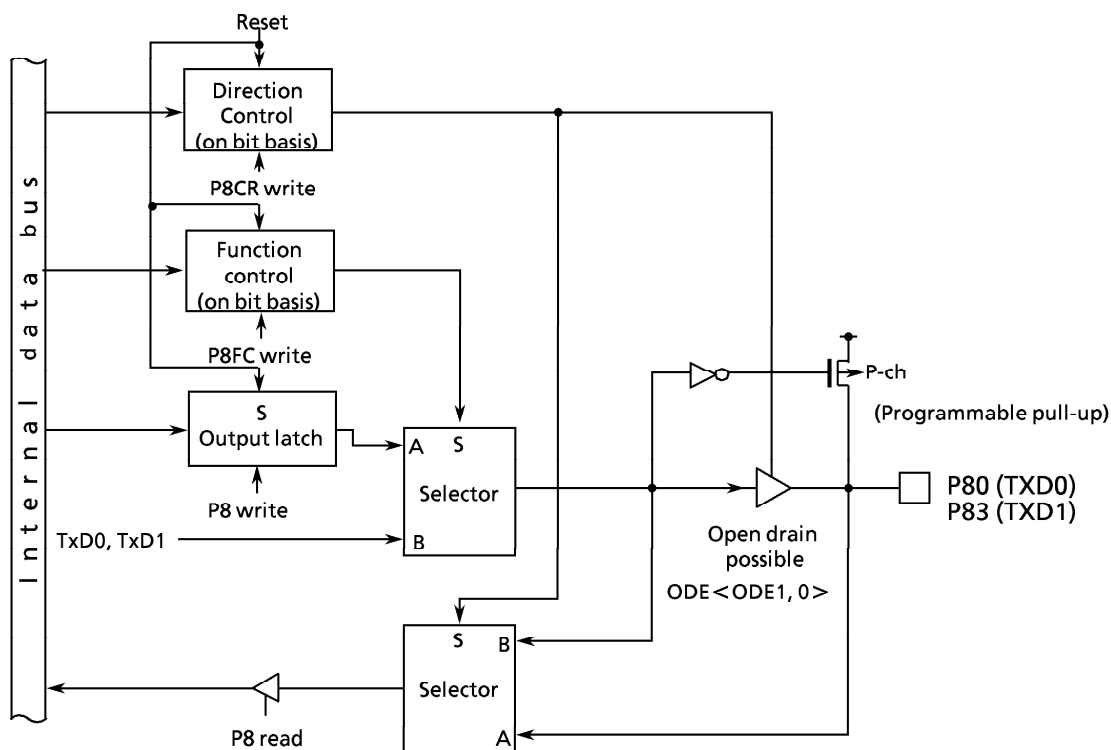 Reset
Direction
Control
(on bit basis)
P8CR write
Internal data bus
Function
control
(on bit basis)
P8FC write
S
Output latch
P8 write
TxD0, TxD1
A
S
Selector
B
P-ch
(Programmable pull-up)
P80 (TXD0)
P83 (TXD1)
Open drain
possible
ODE<ODE1, 0>
S
B
Selector
A
P8 read